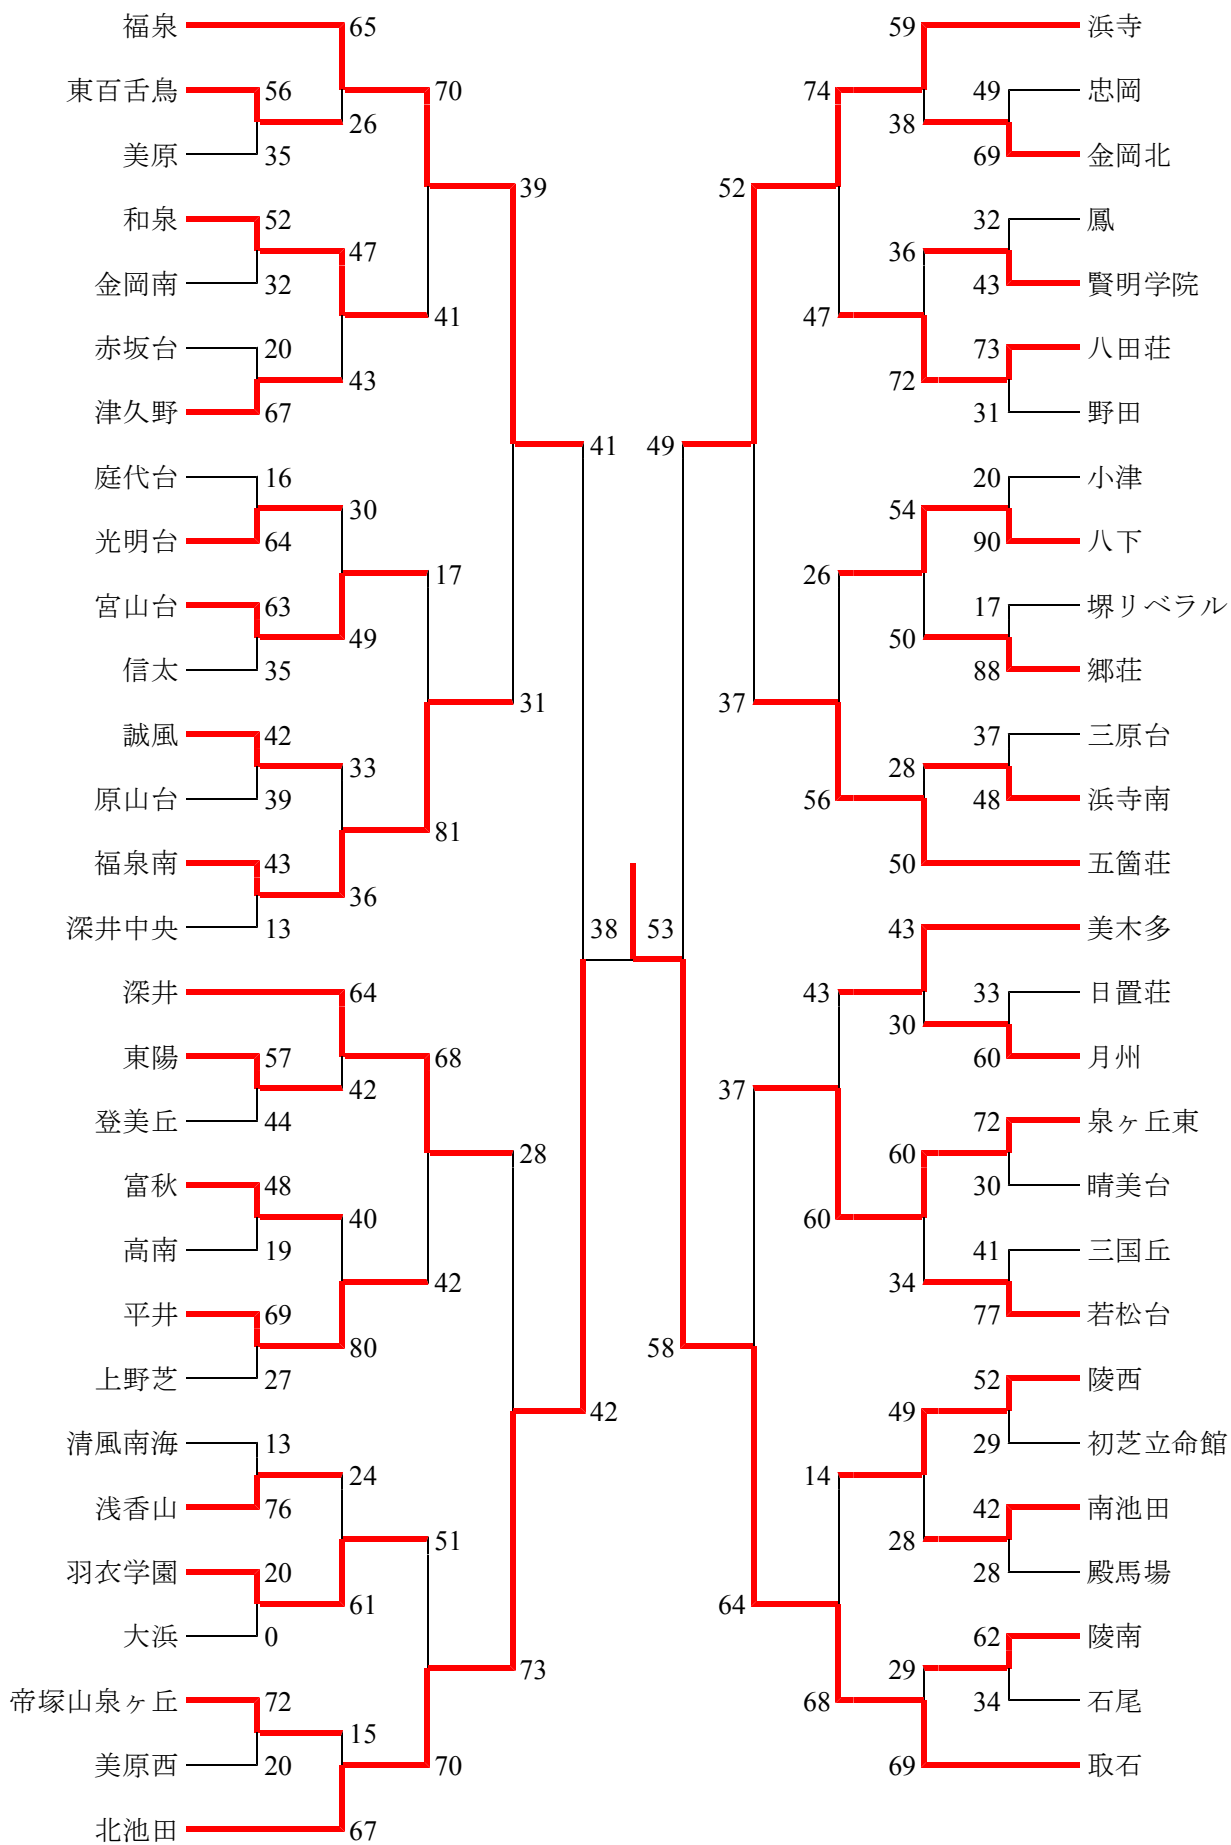 福泉 65 59 浜寺
東百舌鳥 56 70 74 49 忠岡
26 38
美原 35 69 金岡北
39 52
和泉 52 32 鳳
47 36
金岡南 32 43 賢明学院
41 47
赤坂台 20 73 八田荘
43 72
津久野 67 31 野田
41 49
庭代台 16 20 小津
30 54
光明台 64 90 八下
17 26
宮山台 63 17 堺リベラル
49 50
信太 35 88 郷荘
31 37
誠風 42 37 三原台
33 28
原山台 39 48 浜寺南
81 56
福泉南 43 50 五箇荘
36
深井中央 13 38 53 43 美木多
深井 64 43 33 日置荘
30
東陽 57 68 60 月州
42 37
登美丘 44 72 泉ヶ丘東
28 60
富秋 48 30 晴美台
40 60
高南 19 41 三国丘
42 34
平井 69 77 若松台
80 58
上野芝 27 52 陵西
42 49
清風南海 13 29 初芝立命館
24 14
浅香山 76 42 南池田
51 28
羽衣学園 20 28 殿馬場
61 64
大浜 0 62 陵南
73 29
帝塚山泉ヶ丘 72 68 34 石尾
15
美原西 20 70 69 取石
北池田 67